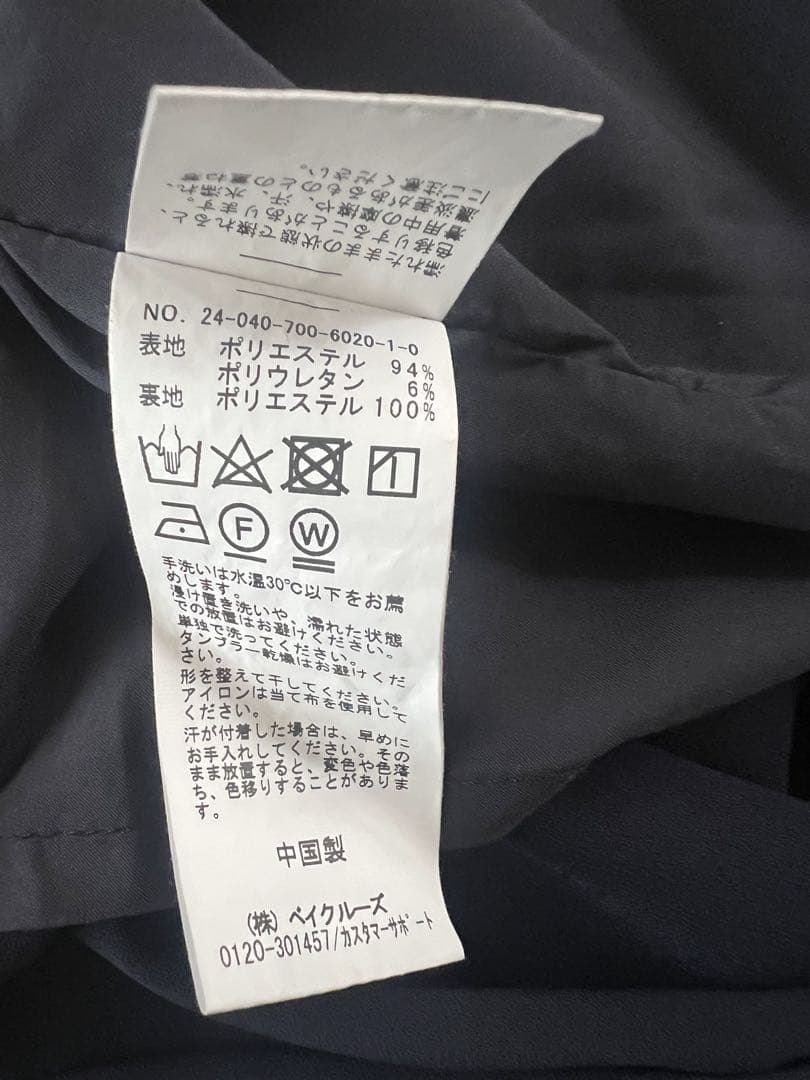 濡れたままの状態で擦れると、
色移りすることがあります。
着用中の摩擦や、汗、水濡れ、
濃淡差があるものとの重ね着
にご注意ください。
NO. 24-040-700-6020-1-0
表地 ポリエステル 94%
ポリウレタン 6%
裏地 ポリエステル 100%
F W
手洗いは水温30℃以下をお薦
めします。
浸け置き洗いや、濡れた状態
での放置はお避けください。
単独で洗ってください。
タンブラー乾燥はお避けくだ
さい。
形を整えて干してください。
アイロンは当て布を使用して
ください。
汗が付着した場合は、早めに
お手入れしてください。その
まま放置すると、変色や色落
ち、色移りすることがありま
す。
中国製
(株) ベイクルーズ
0120-301457/カスタマーサポート